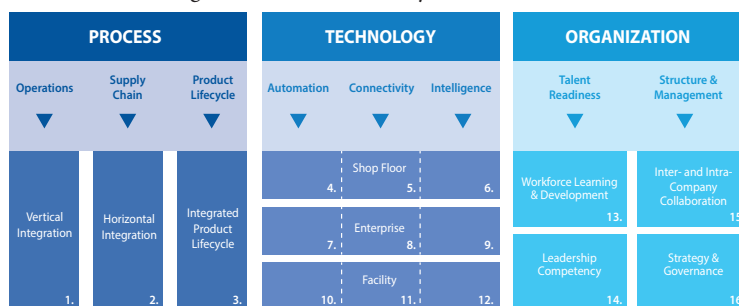 PROCESS
TECHNOLOGY
ORGANIZATION
Operations
Supply
Chain
Product
Lifecycle
Automation
Connectivity
Intelligence
Talent
Readiness
Structure &
Management
Vertical
Integration
1.
Horizontal
Integration
2.
Integrated
Product
Lifecycle
3.
Shop Floor
4.
5.
6.
Enterprise
7.
8.
9.
Facility
10.
11.
12.
Workforce Learning
& Development
13.
Inter- and Intra-
Company
Collaboration
15
Leadership
Competency
14.
Strategy &
Governance
16